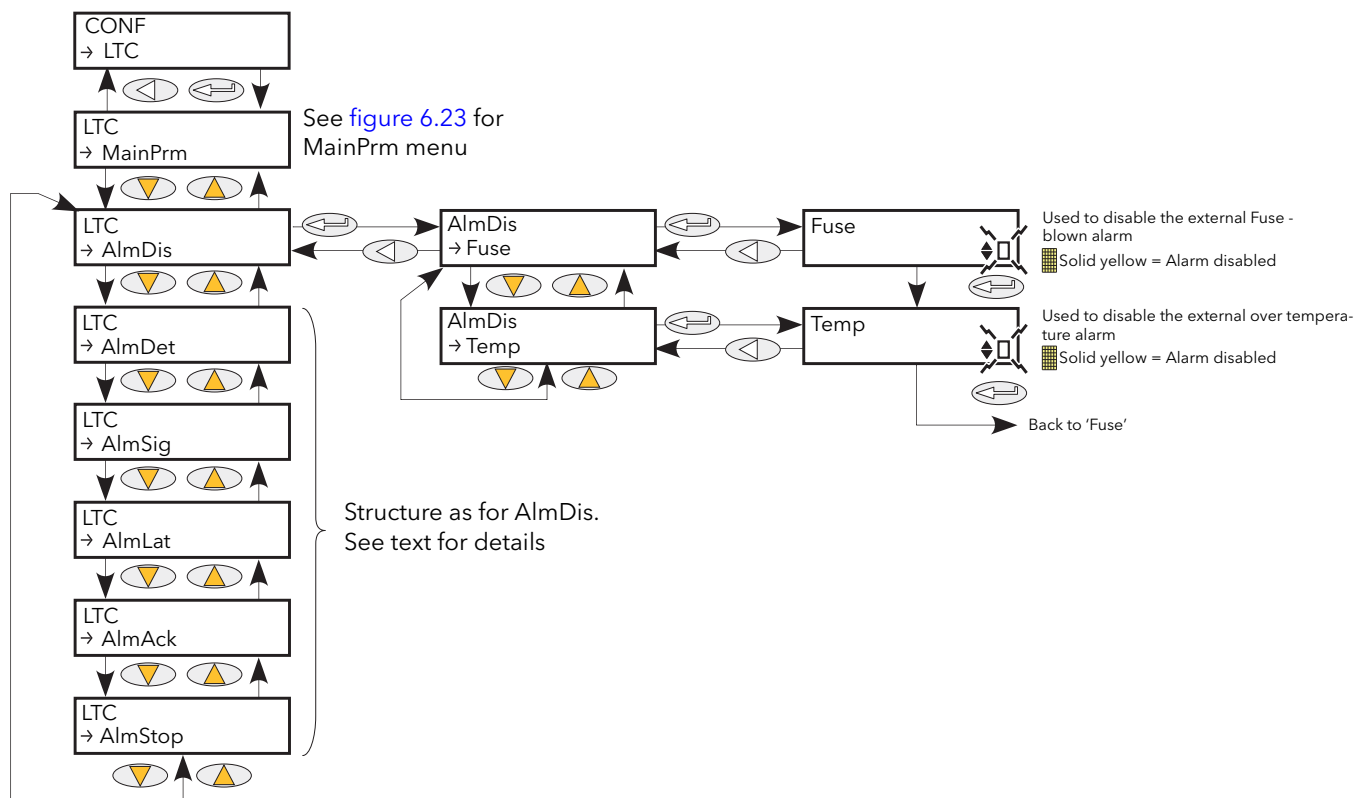 CONF
→ LTC
LTC
→ MainPrm
See figure 6.23 for
MainPrm menu
LTC
→ AlmDis
AlmDis
→ Fuse
Fuse
Used to disable the external Fuse -
blown alarm
Solid yellow = Alarm disabled
LTC
→ AlmDet
AlmDis
→ Temp
Temp
Used to disable the external over tempera-
ture alarm
Solid yellow = Alarm disabled
Back to ‘Fuse’
LTC
→ AlmSig
LTC
→ AlmLat
Structure as for AlmDis.
See text for details
LTC
→ AlmAck
LTC
→ AlmStop